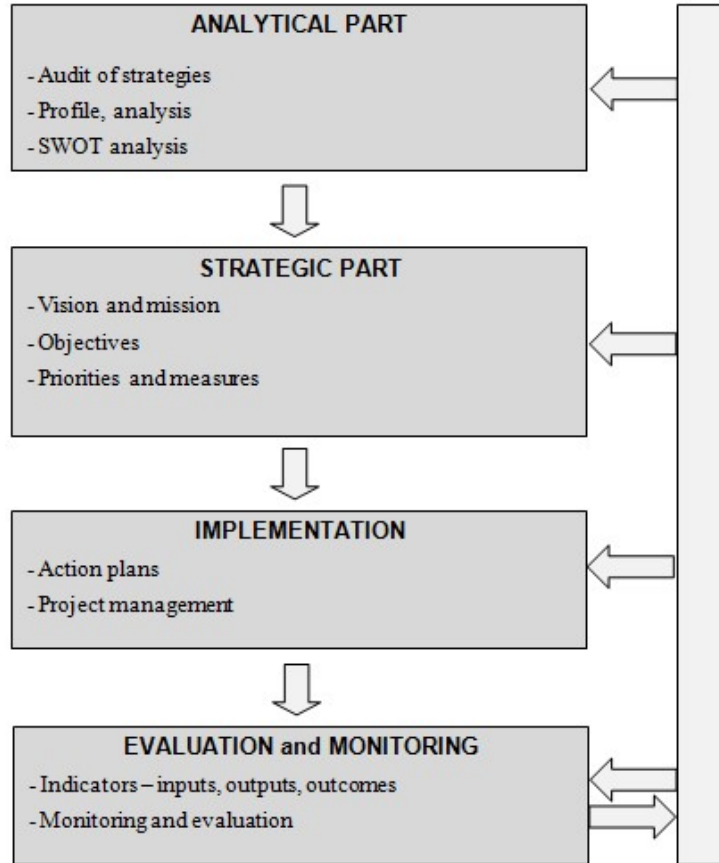 ANALYTICAL PART
- Audit of strategies
- Profile, analysis
- SWOT analysis
STRATEGIC PART
- Vision and mission
- Objectives
- Priorities and measures
IMPLEMENTATION
- Action plans
- Project management
EVALUATION and MONITORING
- Indicators – inputs, outputs, outcomes
- Monitoring and evaluation